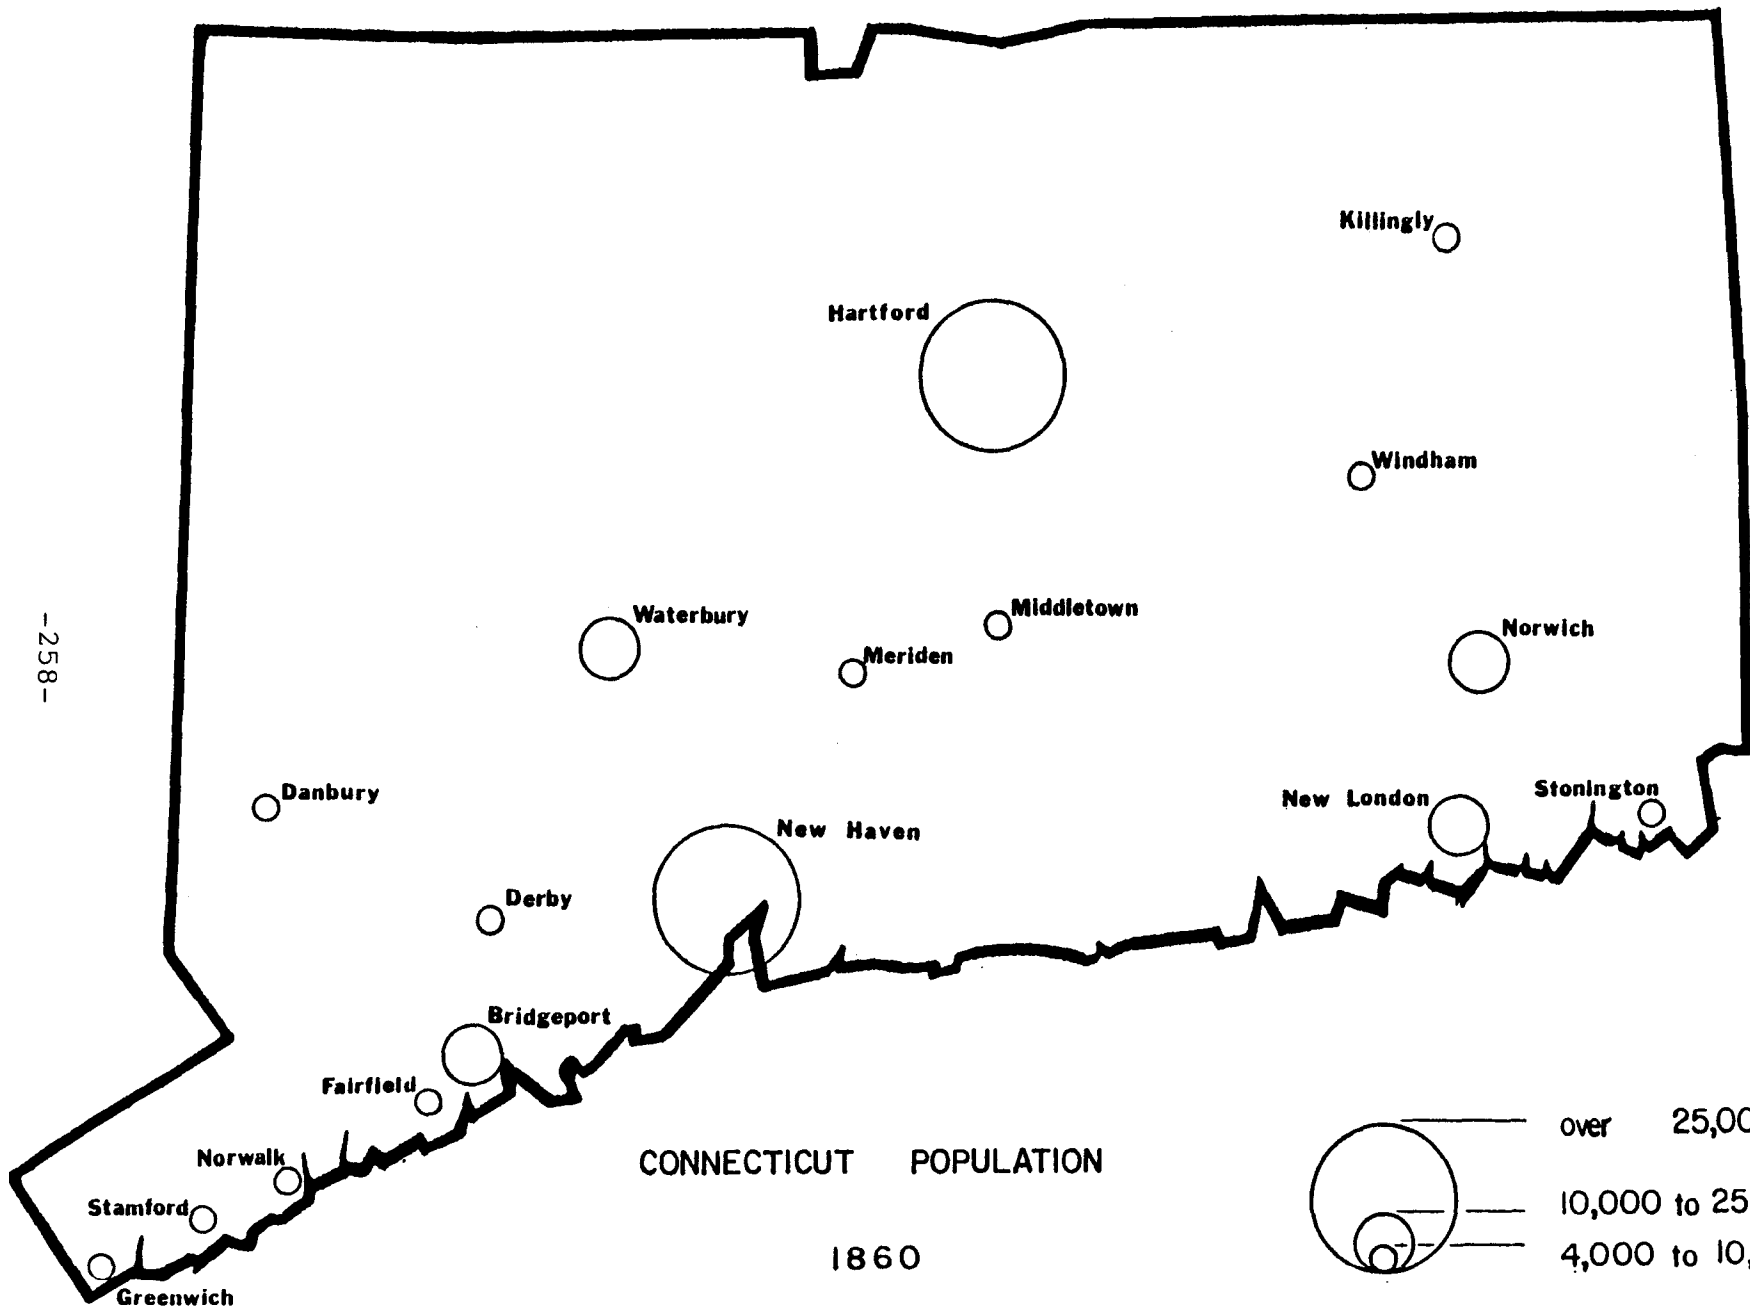 Killingly
Hartford
Windham
Waterbury
Middletown
Norwich
Meriden
-258-
Danbury
New London
Stonington
New Haven
Derby
Bridgeport
Fairfield
Norwalk
Stamford
Greenwich
CONNECTICUT POPULATION
1860
over 25,00
10,000 to 25
4,000 to 10,